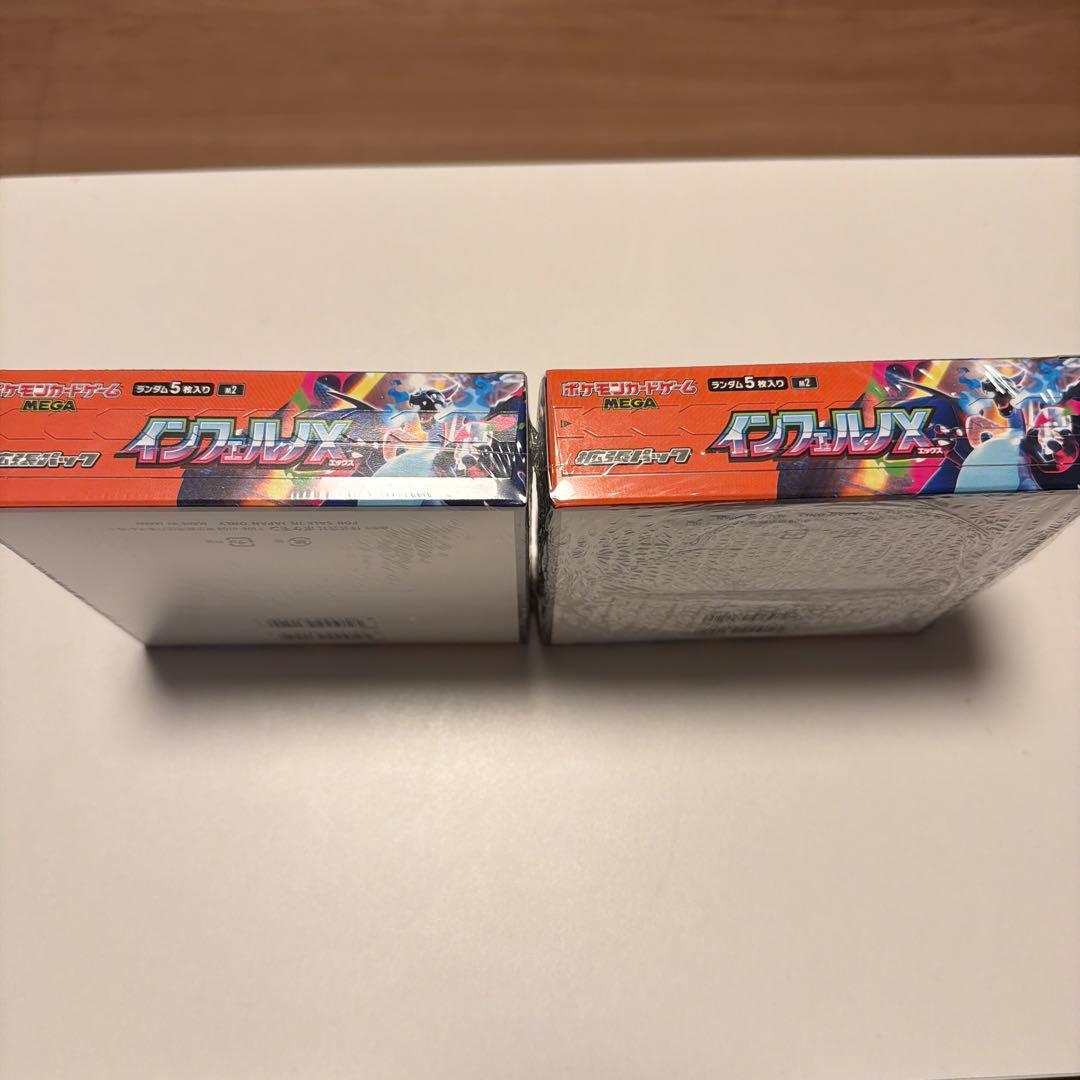 ポケモンカードゲーム
MEGA
ランダム5枚入り
M2
拡張パック
インフェルノX
エックス
FOR SALE IN JAPAN ONLY
MADE IN JAPAN
ポケモンカードゲーム
MEGA
ランダム5枚入り
M2
拡張パック
インフェルノX
エックス